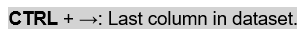 CTRL + →: Last column in dataset.